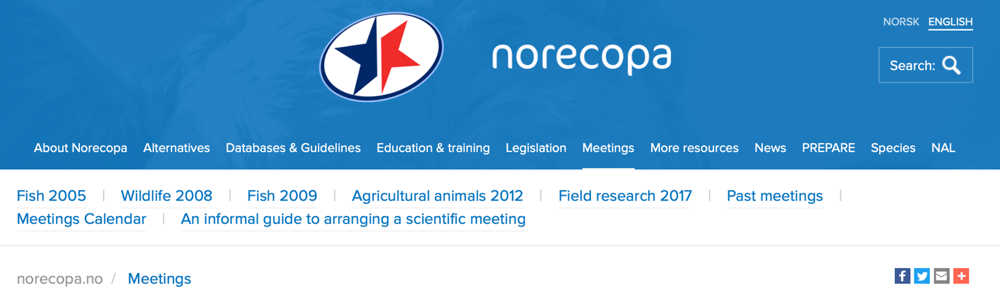 NORSK ENGLISH
norecopa
Search:
About Norecopa Alternatives Databases & Guidelines Education & training Legislation Meetings More resources News PREPARE Species NAL
Fish 2005 | Wildlife 2008 | Fish 2009 | Agricultural animals 2012 | Field research 2017 | Past meetings |
Meetings Calendar | An informal guide to arranging a scientific meeting
norecopa.no / Meetings